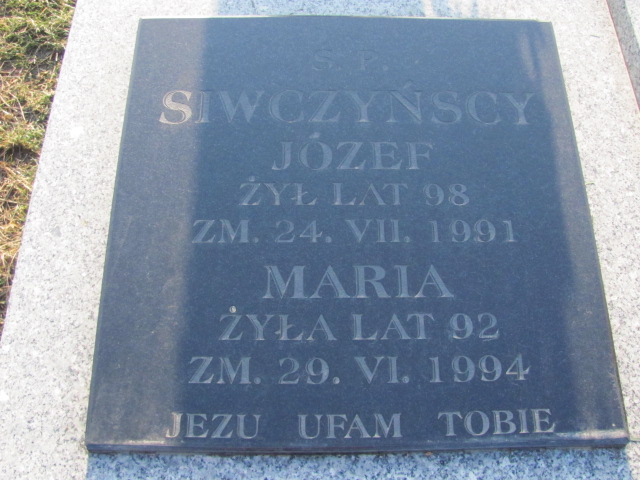 Ś. P.
SIWCZYŃSCY
JÓZEF
ŻYŁ LAT 98
ZM. 24. VII. 1991
MARIA
ŻYŁA LAT 92
ZM. 29. VI. 1994
JEZU UFAM TOBIE